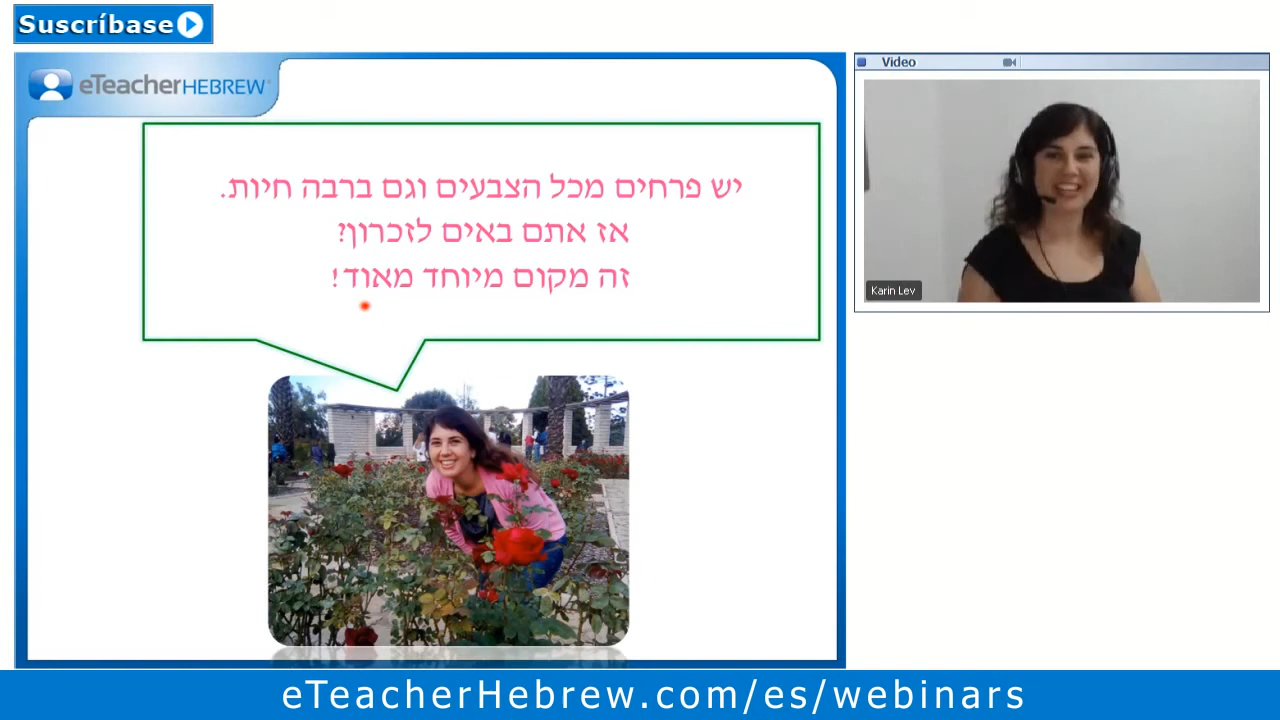 Suscríbase
eTeacherHEBREW®
יש פרחים מכל הצבעים וגם ברבה חיות.
אז אתם באים לזכרון?
זה מקום מיוחד מאוד!
Video
Karin Lev
eTeacherHebrew.com/es/webinars